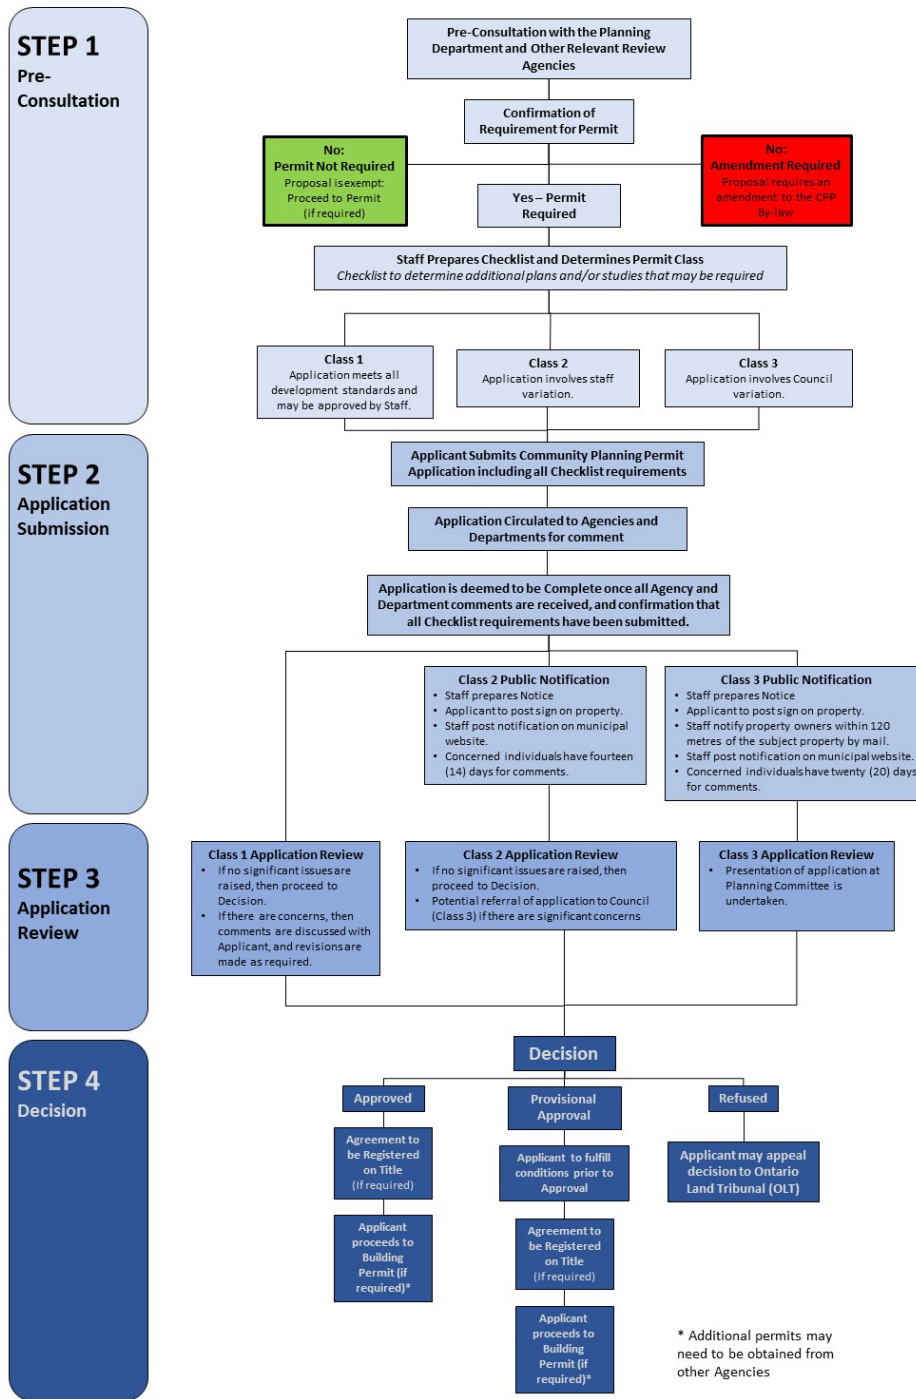 STEP 1
Pre-
Consultation
Pre-Consultation with the Planning
Department and Other Relevant Review
Agencies
Confirmation of
Requirement for Permit
No:
Permit Not Required
Proposal is exempt:
Proceed to Permit
(if required)
No:
Amendment Required
Proposal requires an
amendment to the CPP
By-law
Yes – Permit
Required
Staff Prepares Checklist and Determines Permit Class
Checklist to determine additional plans and/or studies that may be required
Class 1
Application meets all
development standards and
may be approved by Staff.
Class 2
Application involves staff
variation.
Class 3
Application involves Council
variation.
STEP 2
Application
Submission
Applicant Submits Community Planning Permit
Application including all Checklist requirements
Application Circulated to Agencies and
Departments for comment
Application is deemed to be Complete once all Agency and
Department comments are received, and confirmation that
all Checklist requirements have been submitted.
Class 2 Public Notification
• Staff prepares Notice
• Applicant to post sign on property.
• Staff post notification on municipal
website.
• Concerned individuals have fourteen
(14) days for comments.
Class 3 Public Notification
• Staff prepares Notice
• Applicant to post sign on property.
• Staff notify property owners within 120
metres of the subject property by mail.
• Staff post notification on municipal website.
• Concerned individuals have twenty (20) days
for comments.
STEP 3
Application
Review
Class 1 Application Review
• If no significant issues are
raised, then proceed to
Decision.
• If there are concerns, then
comments are discussed with
Applicant, and revisions are
made as required.
Class 2 Application Review
• If no significant issues are raised, then
proceed to Decision.
• Potential referral of application to Council
(Class 3) if there are significant concerns
Class 3 Application Review
• Presentation of application at
Planning Committee is
undertaken.
STEP 4
Decision
Decision
Approved
Agreement to
be Registered
on Title
(If required)
Applicant
proceeds to
Building
Permit (if
required)*
Provisional
Approval
Applicant to fulfill
conditions prior to
Approval
Agreement to
be Registered
on Title
(If required)
Applicant
proceeds to
Building
Permit (if
required)*
Refused
Applicant may appeal
decision to Ontario
Land Tribunal (OLT)
* Additional permits may
need to be obtained from
other Agencies